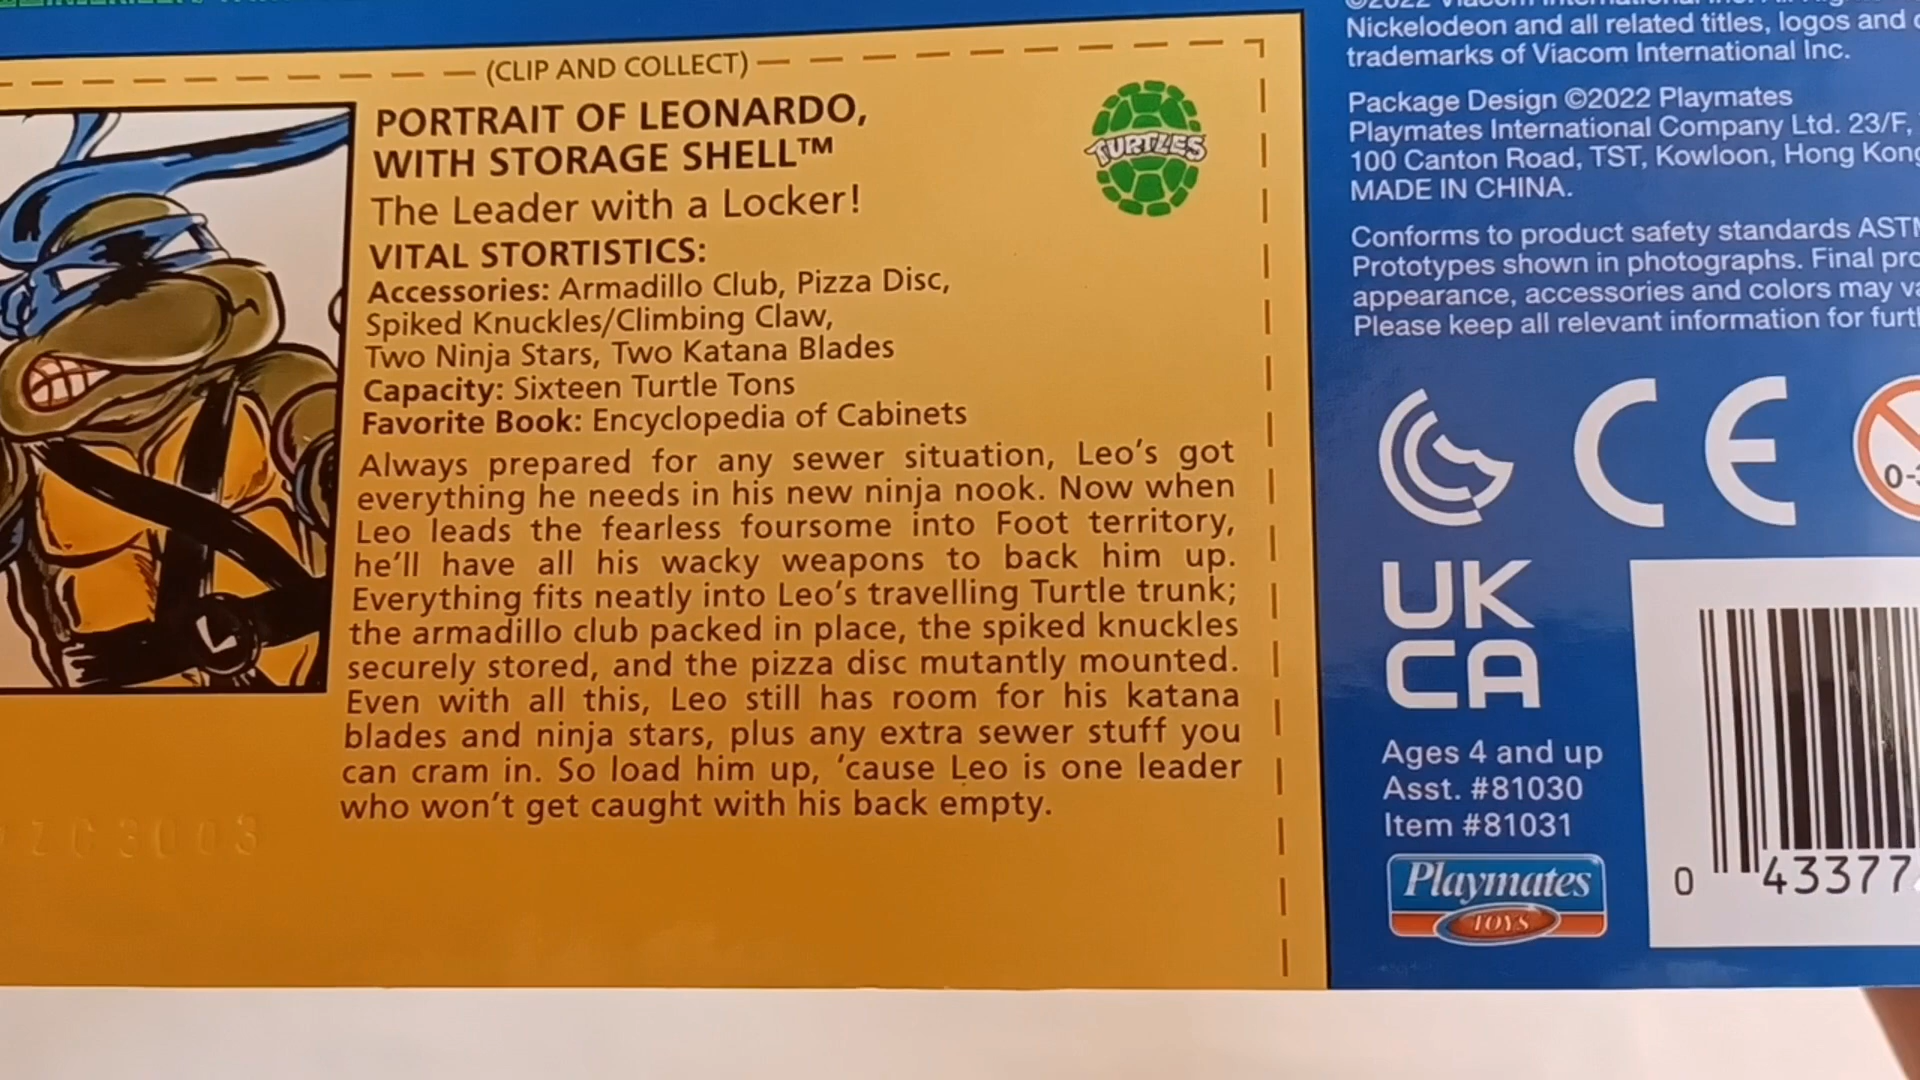 (CLIP AND COLLECT)
PORTRAIT OF LEONARDO,
WITH STORAGE SHELL™
The Leader with a Locker!
VITAL STORTISTICS:
Accessories: Armadillo Club, Pizza Disc,
Spiked Knuckles/Climbing Claw,
Two Ninja Stars, Two Katana Blades
Capacity: Sixteen Turtle Tons
Favorite Book: Encyclopedia of Cabinets
Always prepared for any sewer situation, Leo's got
everything he needs in his new ninja nook. Now when
Leo leads the fearless foursome into Foot territory,
he'll have all his wacky weapons to back him up.
Everything fits neatly into Leo's travelling Turtle trunk;
the armadillo club packed in place, the spiked knuckles
securely stored, and the pizza disc mutantly mounted.
Even with all this, Leo still has room for his katana
blades and ninja stars, plus any extra sewer stuff you
can cram in. So load him up, 'cause Leo is one leader
who won't get caught with his back empty.
TURTLES
L
©2022 Viacom International Inc.
Nickelodeon and all related titles, logos and
trademarks of Viacom International Inc.
Package Design ©2022 Playmates
Playmates International Company Ltd. 23/F,
100 Canton Road, TST, Kowloon, Hong Kong
MADE IN CHINA.
Conforms to product safety standards ASTM
Prototypes shown in photographs. Final
appearance, accessories and colors may
Please keep all relevant information for
CE
UK
CA
Ages 4 and up
Asst. #81030
Item #81031
Playmates
TOYS
0 43377